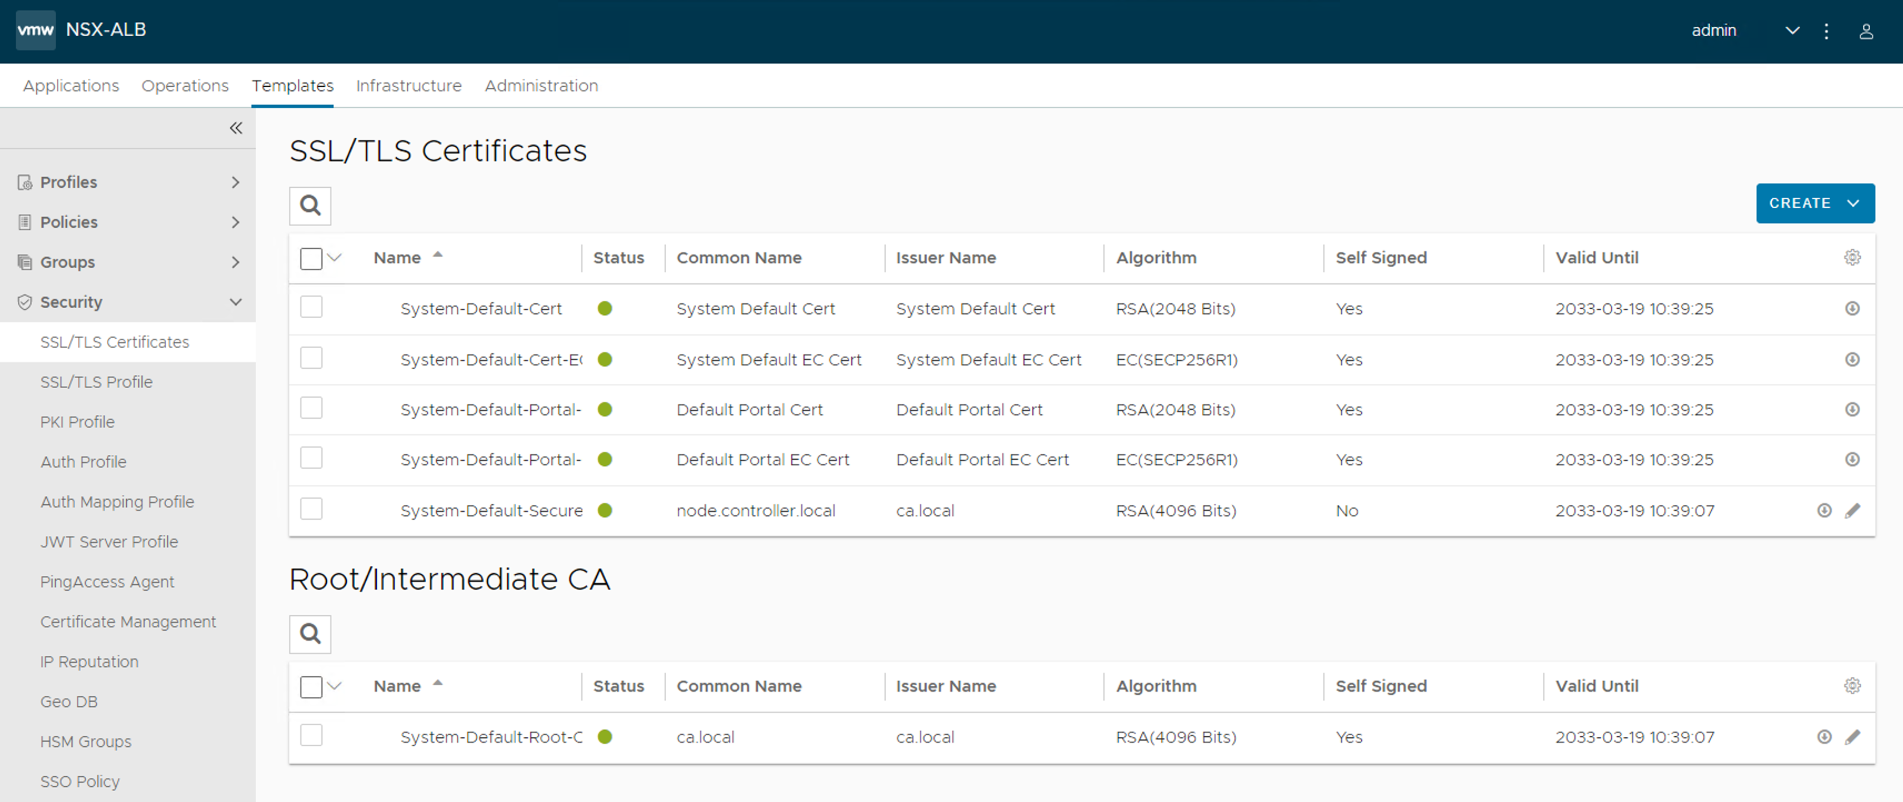 vmw NSX-ALB admin
Applications Operations Templates Infrastructure Administration
Profiles
Policies
Groups
Security
SSL/TLS Certificates
SSL/TLS Profile
PKI Profile
Auth Profile
Auth Mapping Profile
JWT Server Profile
PingAccess Agent
Certificate Management
IP Reputation
Geo DB
HSM Groups
SSO Policy
SSL/TLS Certificates
CREATE
Name Status Common Name Issuer Name Algorithm Self Signed Valid Until
System-Default-Cert System Default Cert System Default Cert RSA(2048 Bits) Yes 2033-03-19 10:39:25
System-Default-Cert-EC System Default EC Cert System Default EC Cert EC(SECP256R1) Yes 2033-03-19 10:39:25
System-Default-Portal- Default Portal Cert Default Portal Cert RSA(2048 Bits) Yes 2033-03-19 10:39:25
System-Default-Portal- Default Portal EC Cert Default Portal EC Cert EC(SECP256R1) Yes 2033-03-19 10:39:25
System-Default-Secure node.controller.local ca.local RSA(4096 Bits) No 2033-03-19 10:39:07
Root/Intermediate CA
Name Status Common Name Issuer Name Algorithm Self Signed Valid Until
System-Default-Root-C ca.local ca.local RSA(4096 Bits) Yes 2033-03-19 10:39:07